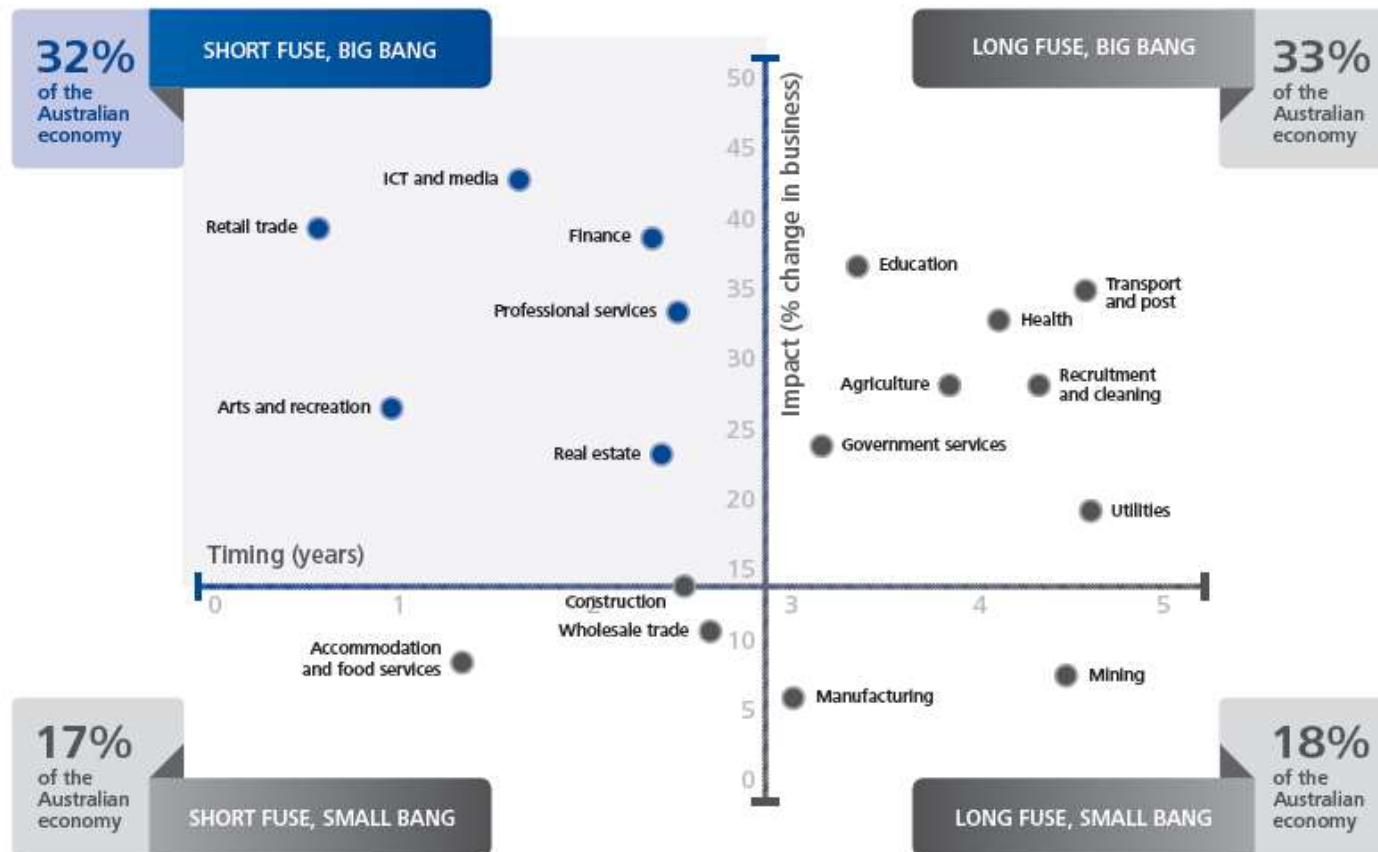 32%
of the
Australian
economy
SHORT FUSE, BIG BANG
LONG FUSE, BIG BANG
33%
of the
Australian
economy
50
45
40
35
30
25
20
15
10
5
0
Impact (% change in business)
ICT and media
Retail trade
Finance
Professional services
Arts and recreation
Real estate
Education
Transport
and post
Health
Agriculture
Recruitment
and cleaning
Government services
Utilities
Timing (years)
0
1
2
3
4
5
Construction
Wholesale trade
Accommodation
and food services
Manufacturing
Mining
17%
of the
Australian
economy
SHORT FUSE, SMALL BANG
LONG FUSE, SMALL BANG
18%
of the
Australian
economy